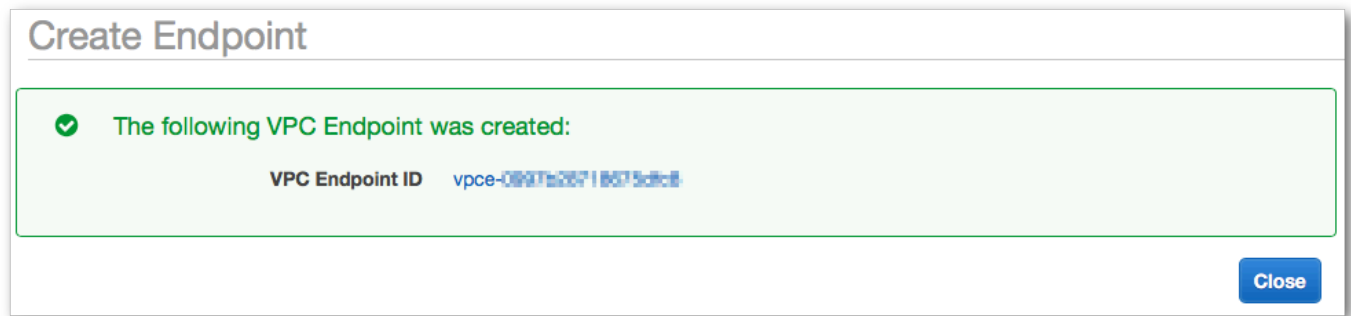 Create Endpoint
The following VPC Endpoint was created:
VPC Endpoint ID vpce-
Close